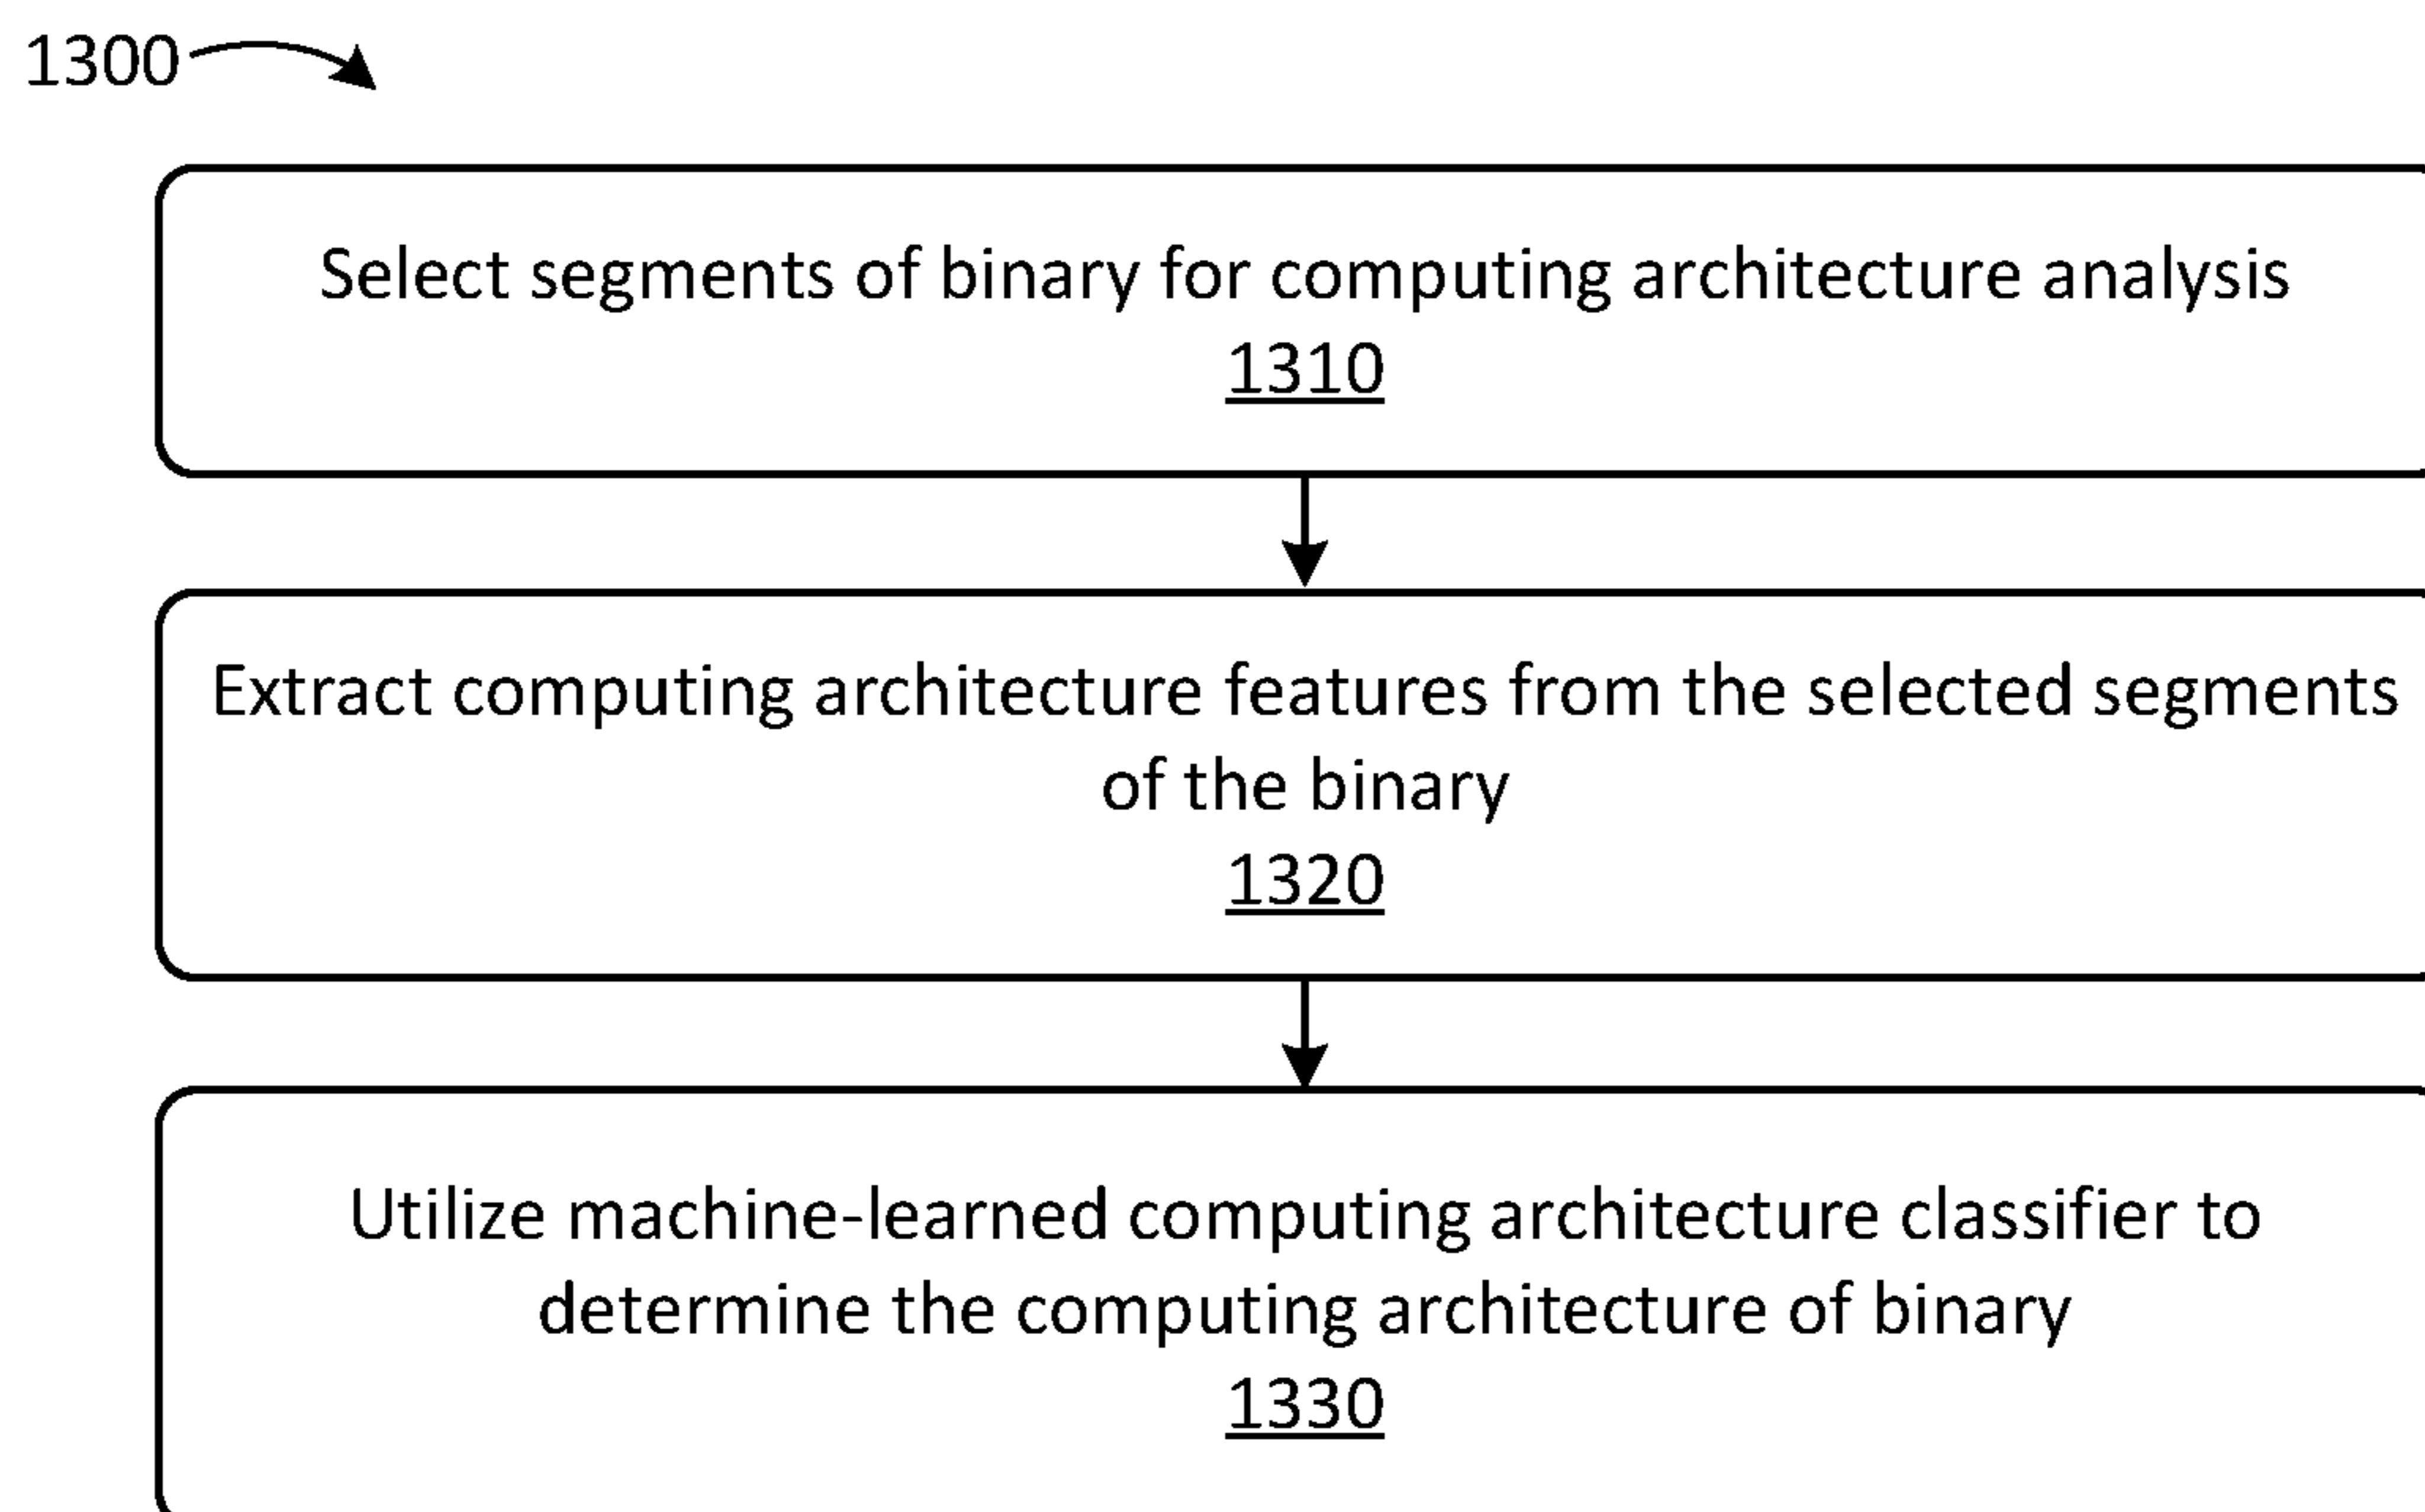 1300
Select segments of binary for computing architecture analysis
1310
Extract computing architecture features from the selected segments
of the binary
1320
Utilize machine-learned computing architecture classifier to
determine the computing architecture of binary
1330